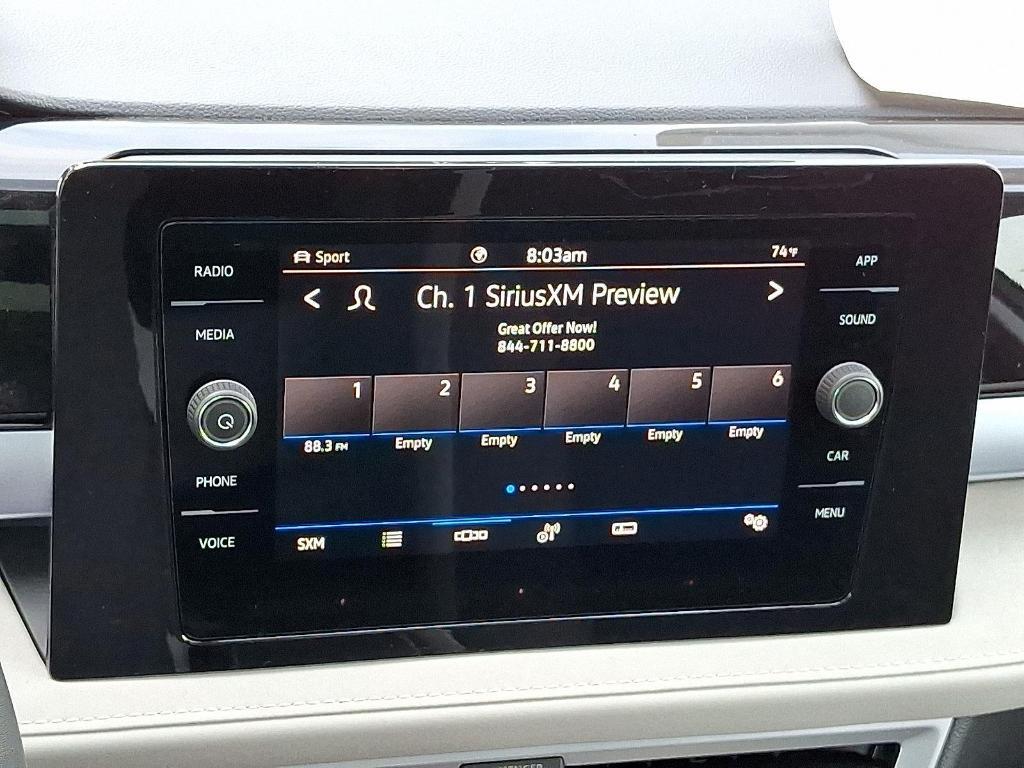 Sport 8:03am 74°F
RADIO
APP
Ch. 1 SiriusXM Preview
MEDIA
SOUND
Great Offer Now!
844-711-8800
1 2 3 4 5 6
88.3 FM Empty Empty Empty Empty Empty
PHONE
CAR
VOICE
MENU
SXM